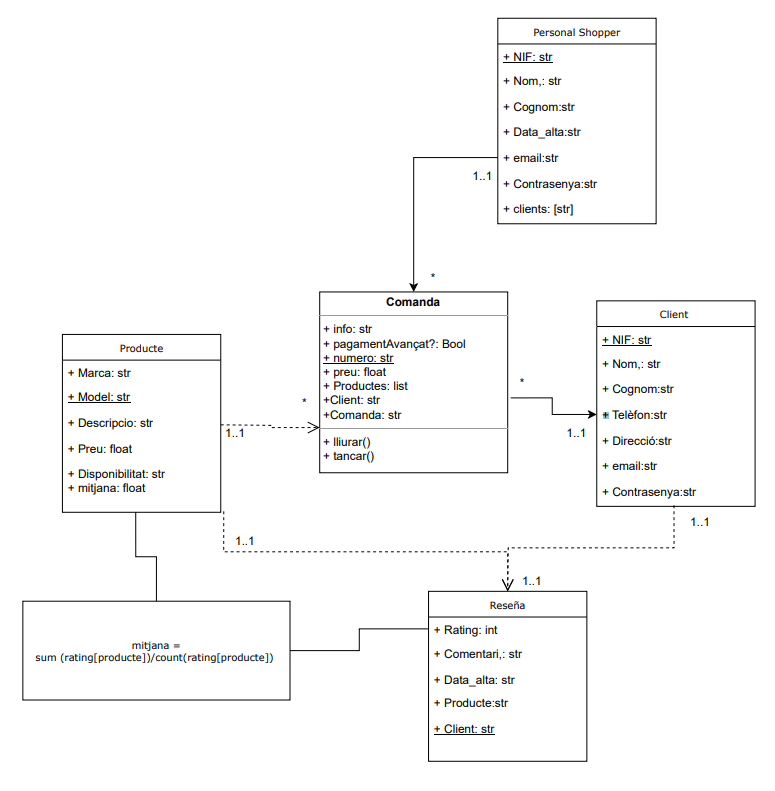 Personal Shopper
+ NIF: str
+ Nom,: str
+ Cognom:str
+ Data_alta:str
+ email:str
+ Contrasenya:str
+ clients: [str]
1..1
*
Comanda
+ info: str
+ pagamentAvançat?: Bool
+ numero: str
+ preu: float
+ Productes: list
+Client: str
+Comanda: str
+ lliurar()
+ tancar()
Client
+ NIF: str
+ Nom,: str
+ Cognom:str
+ Telèfon:str
+ Direcció:str
+ email:str
+ Contrasenya:str
*
1..1
Producte
+ Marca: str
+ Model: str
+ Descripcio: str
+ Preu: float
+ Disponibilitat: str
+ mitjana: float
*
1..1
1..1
1..1
1..1
Reseña
+ Rating: int
+ Comentari,: str
+ Data_alta: str
+ Producte:str
+ Client: str
mitjana =
sum (rating[producte])/count(rating[producte])